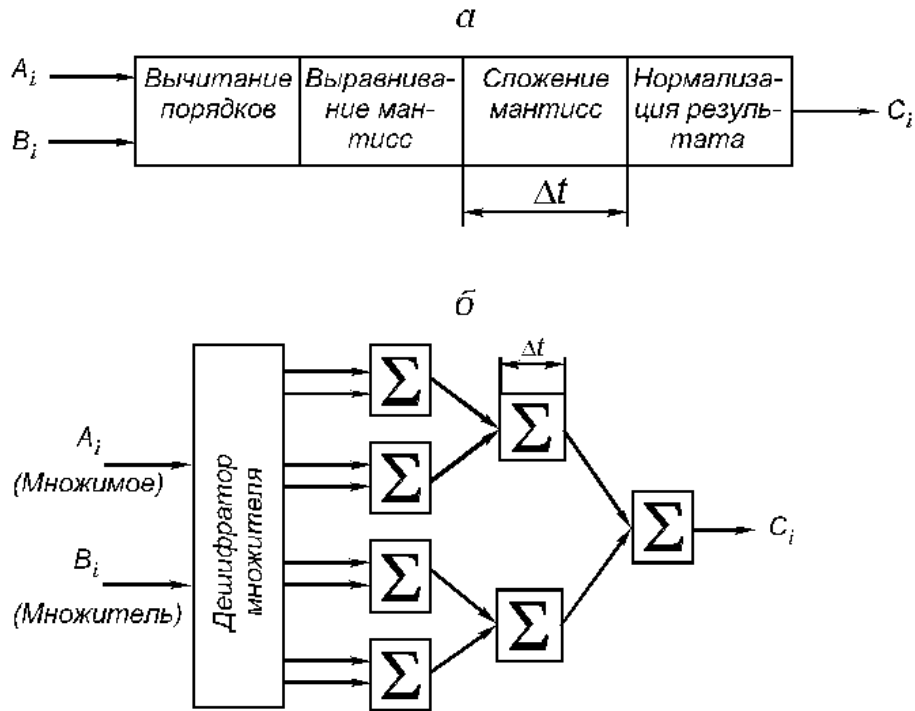 а
A_i
B_i
Вычитание
порядков
Выравнива-
ние ман-
тисс
Сложение
мантисс
Нормализа-
ция резуль-
тата
C_i
Δt
б
Δt
A_i
(Множимое)
B_i
(Множитель)
Дешифратор
множителя
Σ
Σ
Σ
Σ
Σ
Σ
Σ
C_i